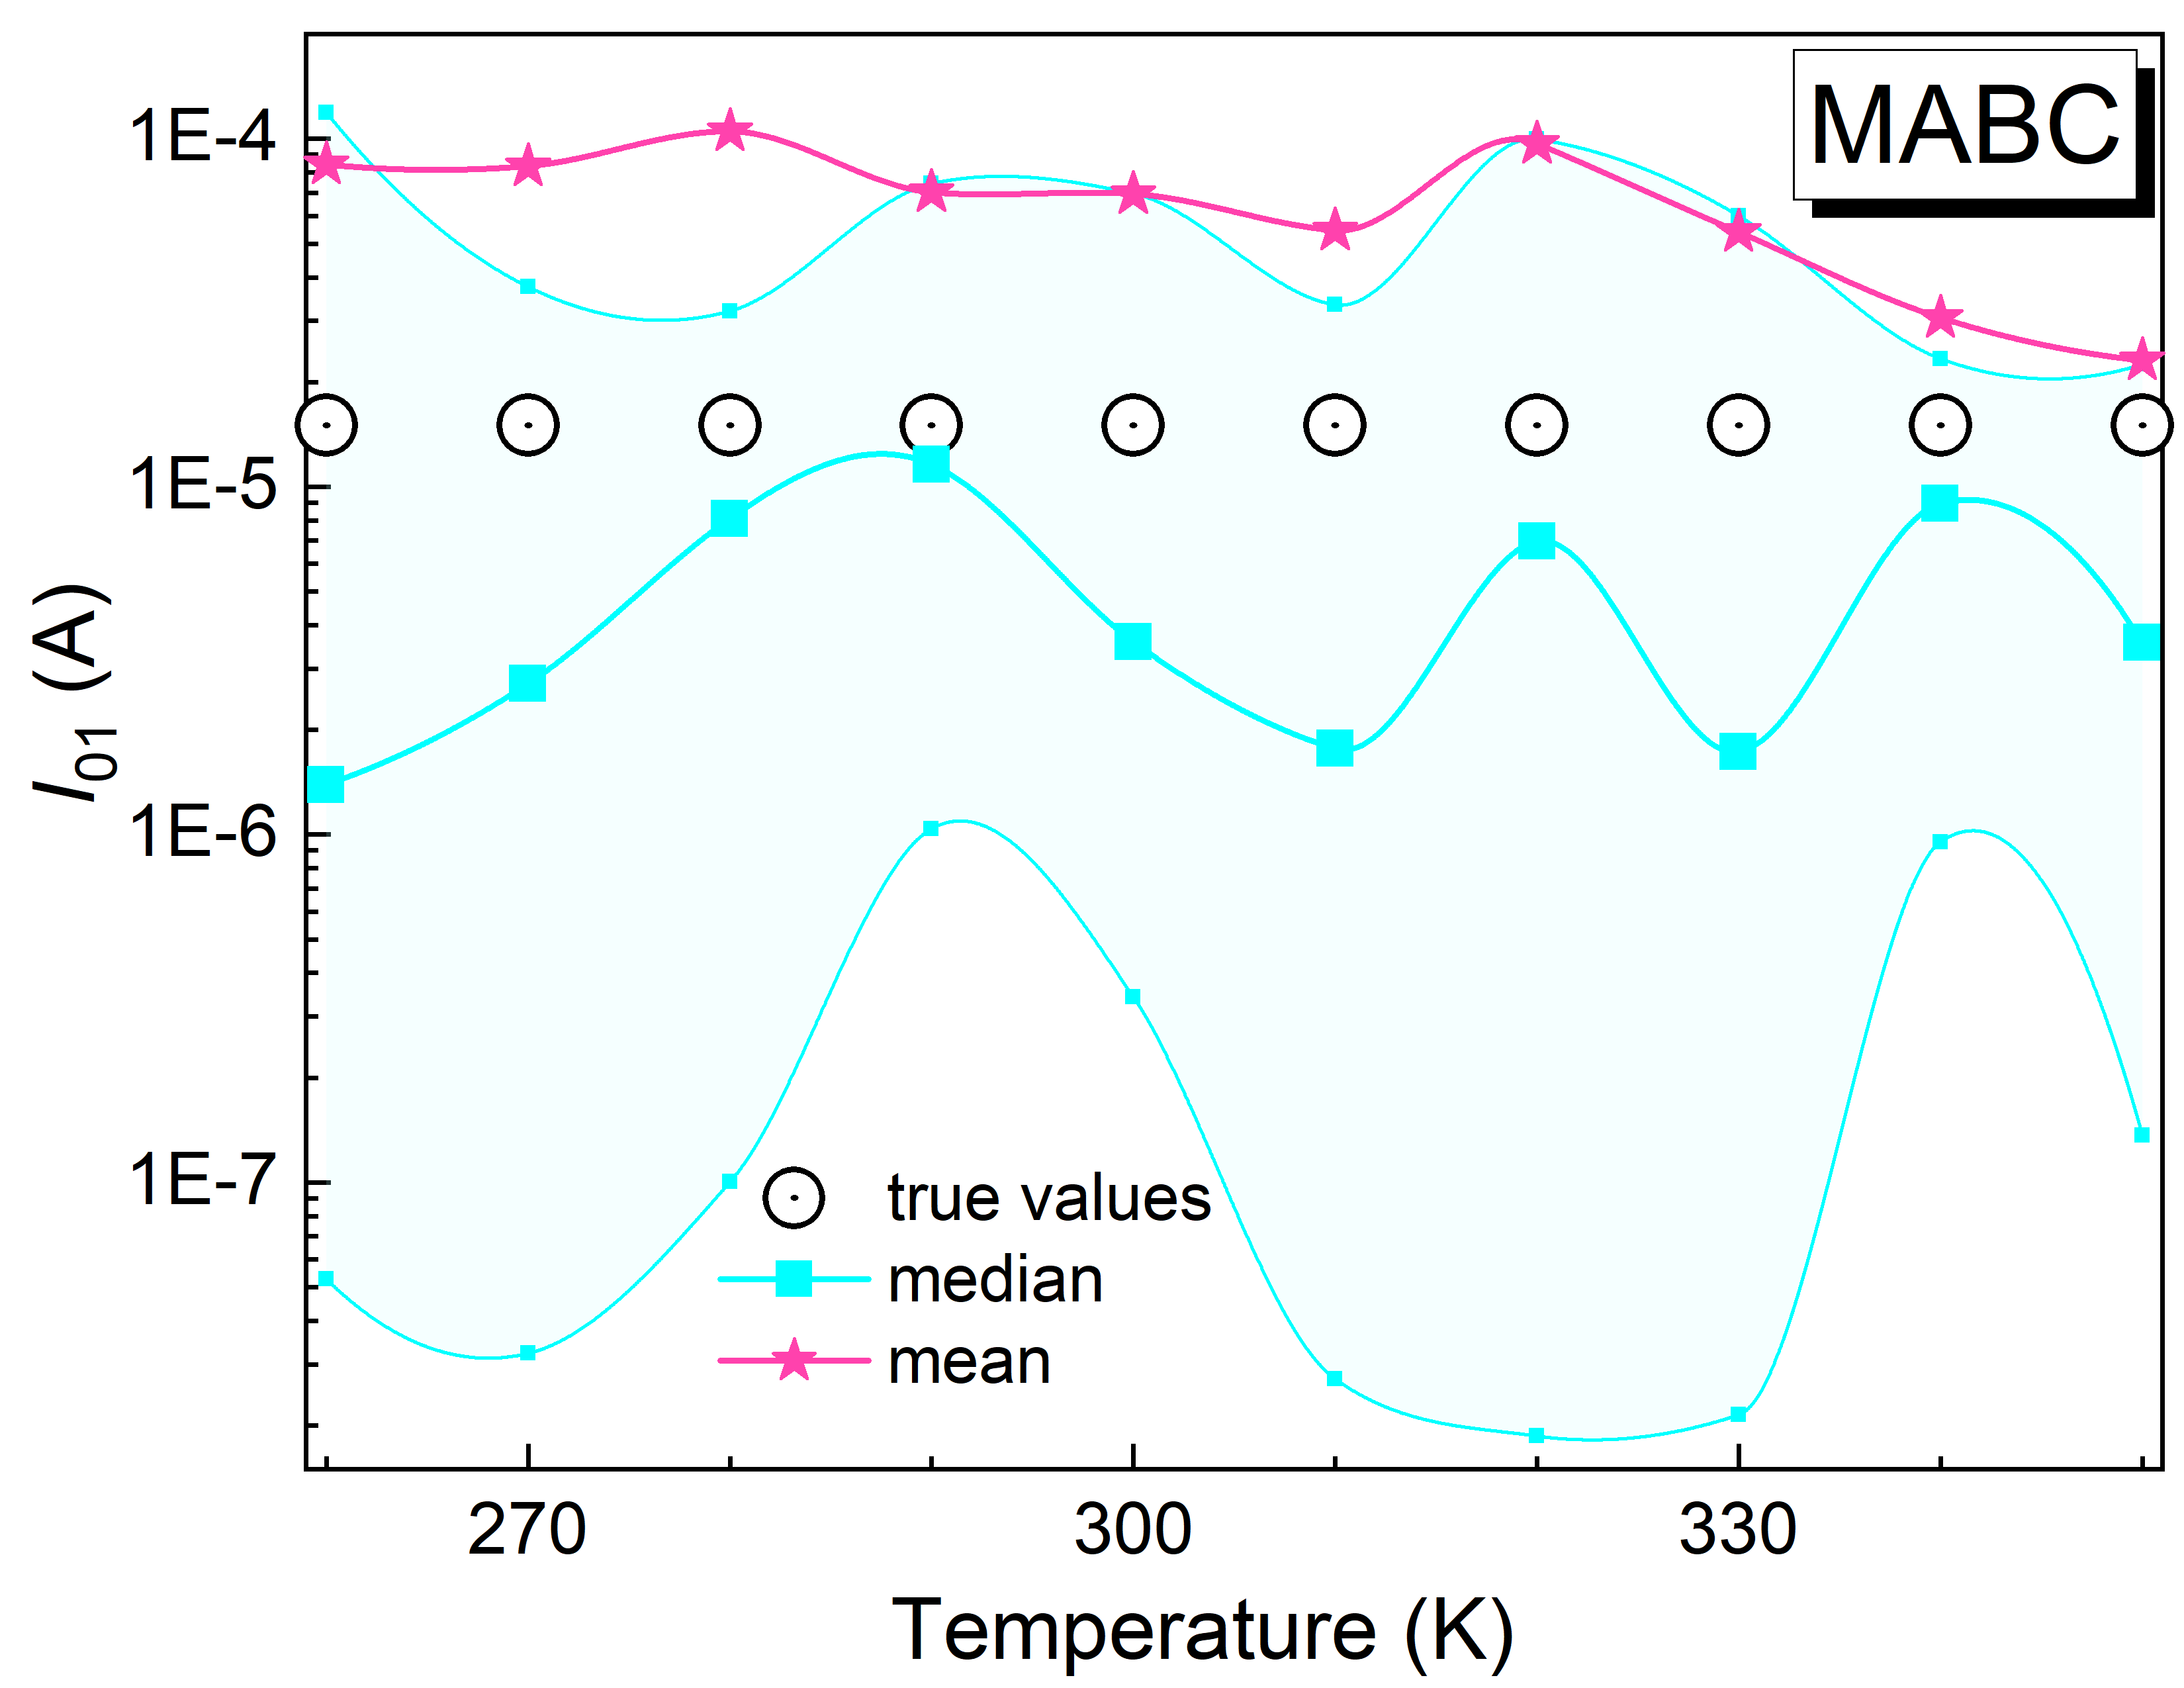 MABC
1E-4
1E-5
1E-6
1E-7
I01 (A)
true values
median
mean
270 300 330
Temperature (K)